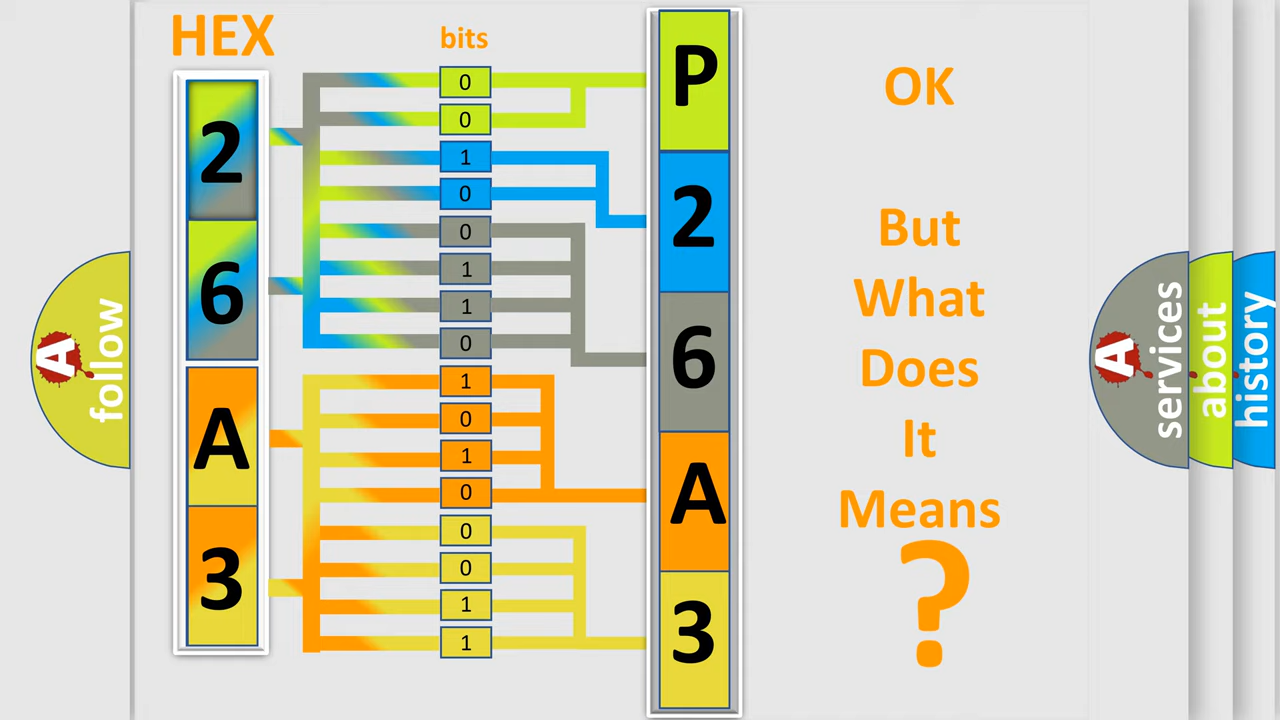 HEX
bits
2
6
A
3
0
0
1
0
0
1
1
0
1
0
1
0
0
0
1
1
P
2
6
A
3
OK
But
What
Does
It
Means
?
A
follow
A
services
about
history